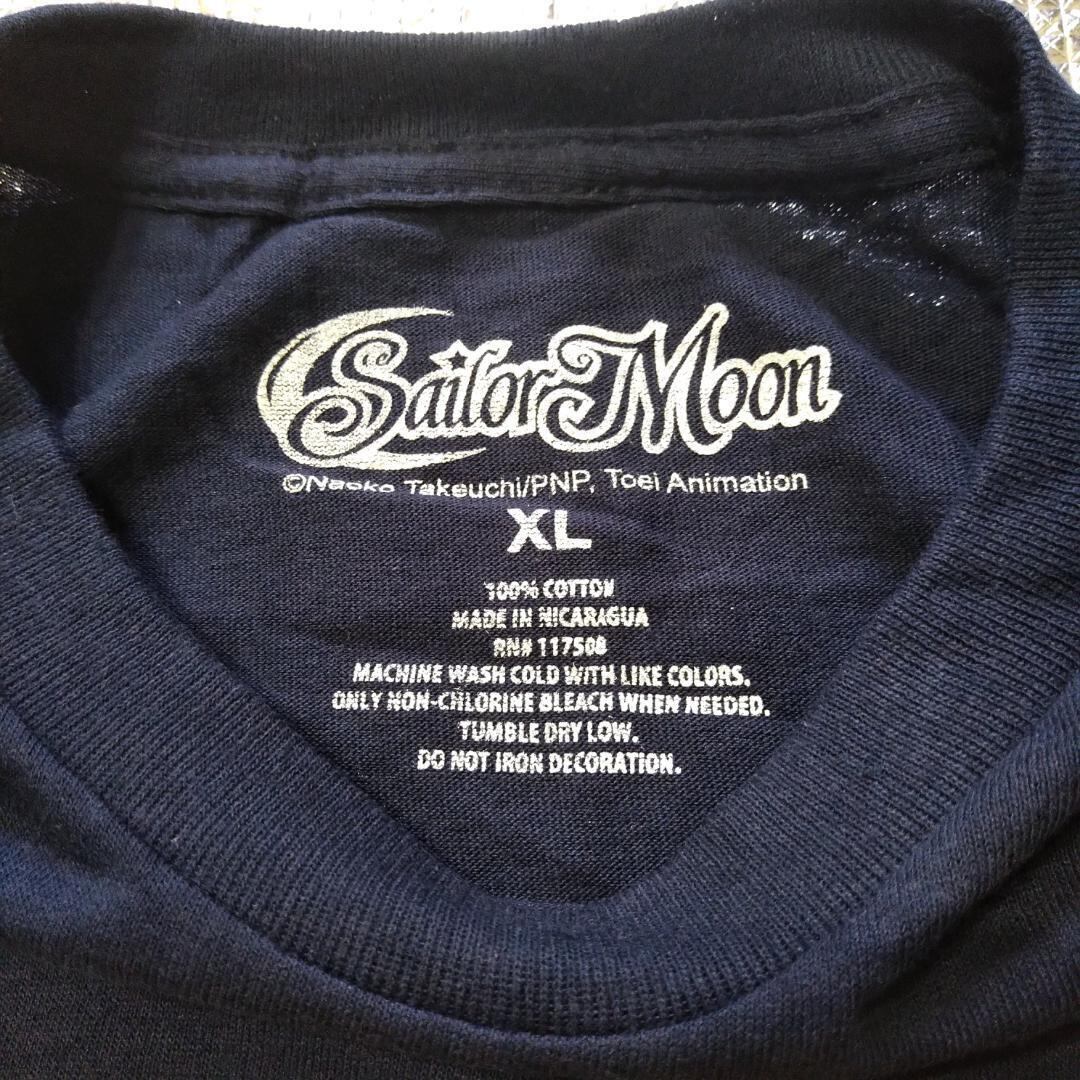 Sailor Moon
©Naoko Takeuchi/PNP, Toei Animation
XL
100% COTTON
MADE IN NICARAGUA
RN# 117508
MACHINE WASH COLD WITH LIKE COLORS.
ONLY NON-CHLORINE BLEACH WHEN NEEDED.
TUMBLE DRY LOW.
DO NOT IRON DECORATION.